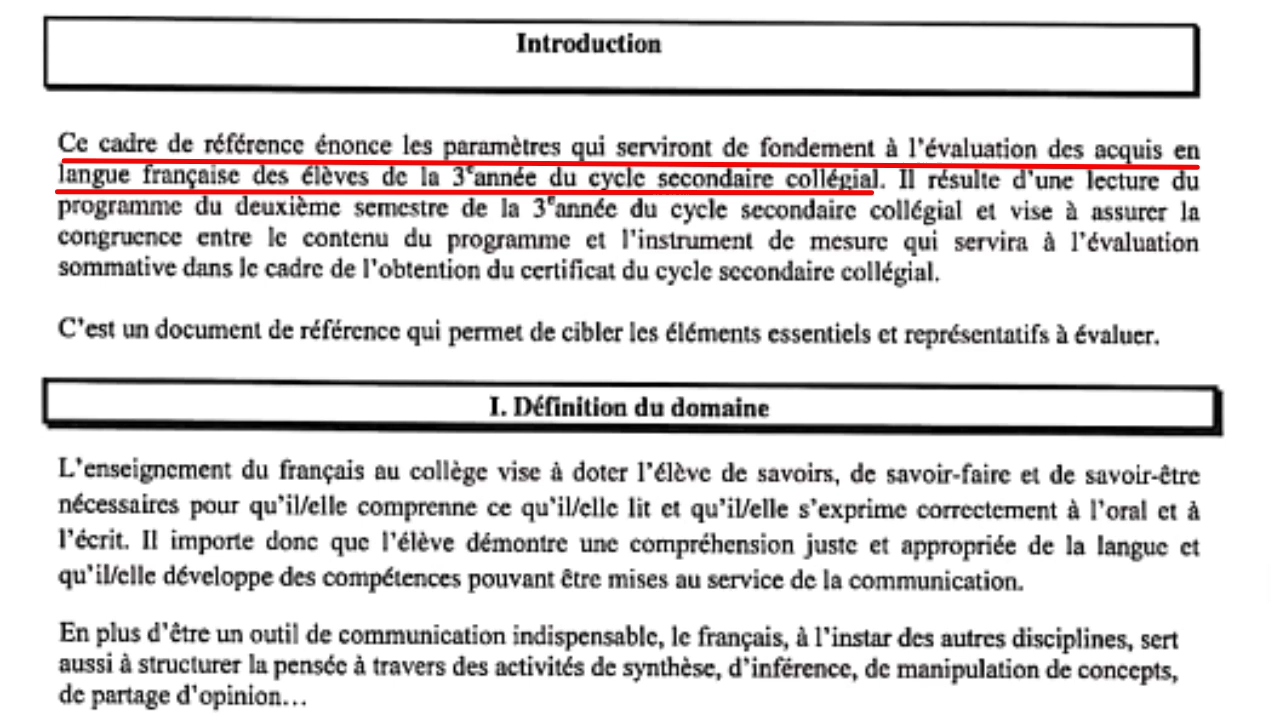 Introduction
Ce cadre de référence énonce les paramètres qui serviront de fondement à l'évaluation des acquis en
langue française des élèves de la 3eannée du cycle secondaire collégial. Il résulte d'une lecture du
programme du deuxième semestre de la 3eannée du cycle secondaire collégial et vise à assurer la
congruence entre le contenu du programme et l'instrument de mesure qui servira à l'évaluation
sommative dans le cadre de l'obtention du certificat du cycle secondaire collégial.
C'est un document de référence qui permet de cibler les éléments essentiels et représentatifs à évaluer.
I. Définition du domaine
L'enseignement du français au collège vise à doter l'élève de savoirs, de savoir-faire et de savoir-être
nécessaires pour qu'il/elle comprenne ce qu'il/elle lit et qu'il/elle s'exprime correctement à l'oral et à
l'écrit. Il importe donc que l'élève démontre une compréhension juste et appropriée de la langue et
qu'il/elle développe des compétences pouvant être mises au service de la communication.
En plus d'être un outil de communication indispensable, le français, à l'instar des autres disciplines, sert
aussi à structurer la pensée à travers des activités de synthèse, d'inférence, de manipulation de concepts,
de partage d'opinion…